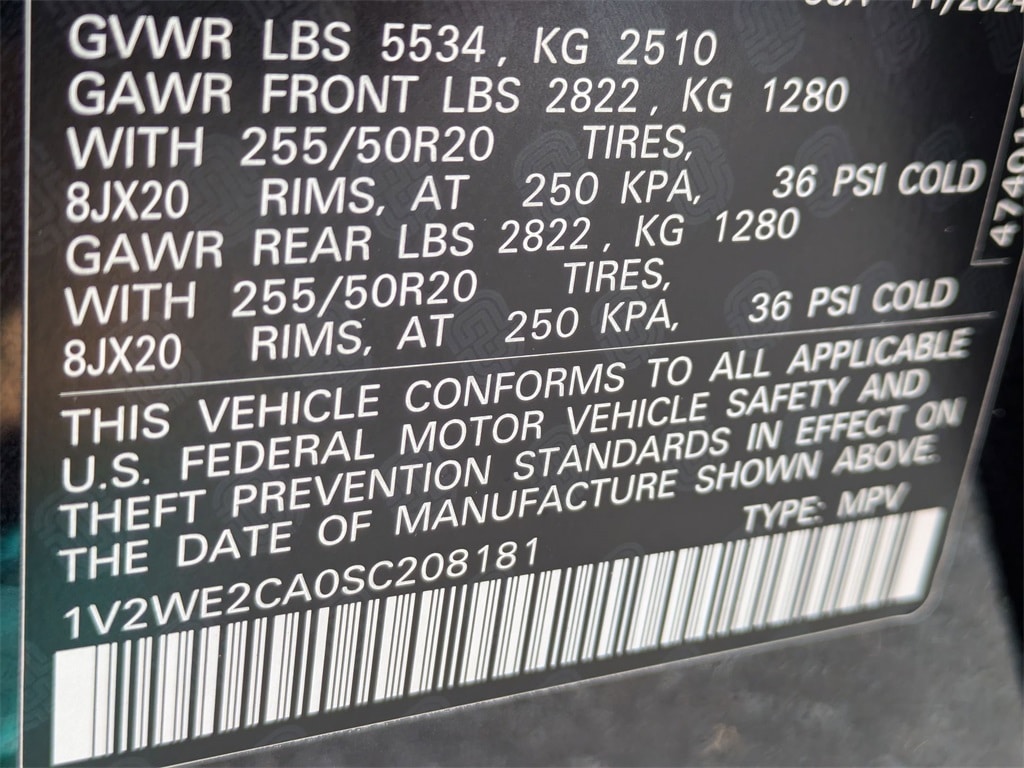 11/2024
GVWR LBS 5534, KG 2510
GAWR FRONT LBS 2822, KG 1280
WITH 255/50R20 TIRES,
8JX20 RIMS, AT 250 KPA, 36 PSI COLD
GAWR REAR LBS 2822, KG 1280
WITH 255/50R20 TIRES,
8JX20 RIMS, AT 250 KPA, 36 PSI COLD
THIS VEHICLE CONFORMS TO ALL APPLICABLE
U.S. FEDERAL MOTOR VEHICLE SAFETY AND
THEFT PREVENTION STANDARDS IN EFFECT ON
THE DATE OF MANUFACTURE SHOWN ABOVE.
TYPE: MPV
1V2WE2CA0SC208181